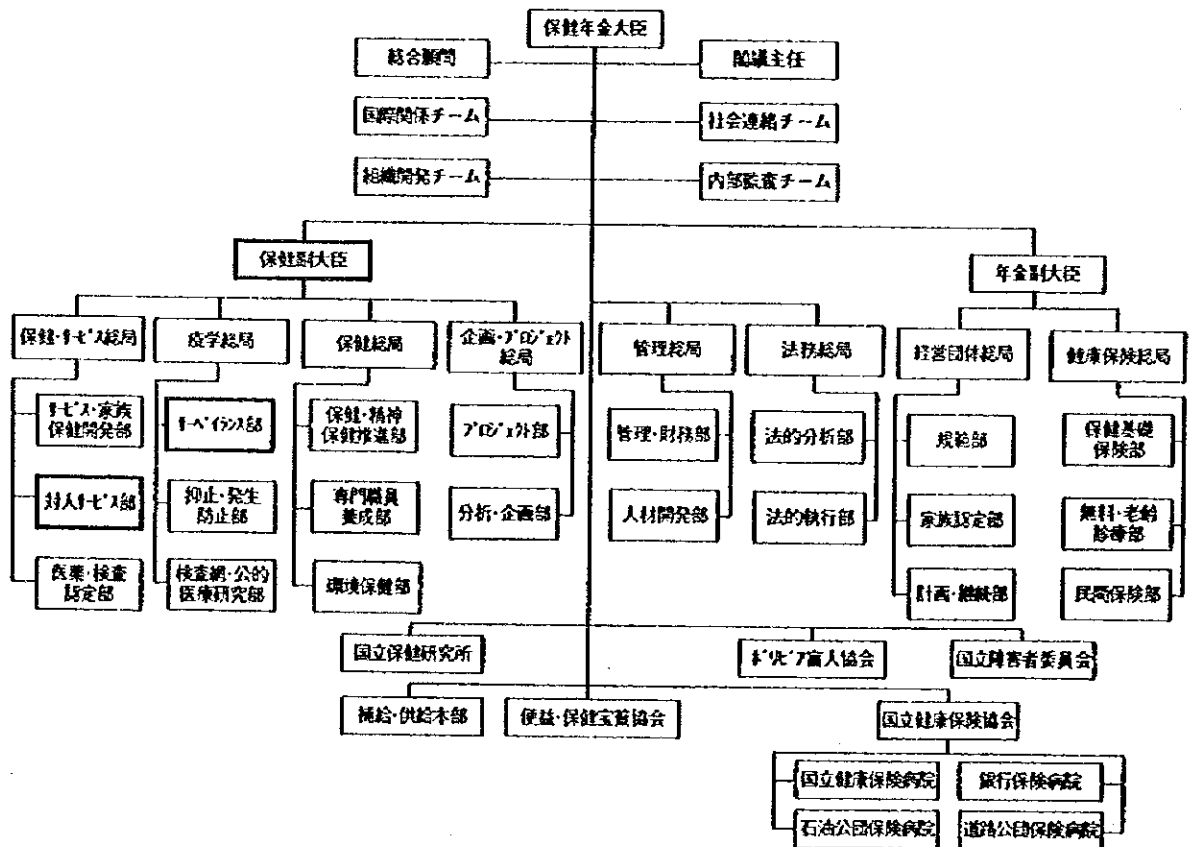 保健年金大臣
総合顧問
協議主任
国際関係チーム
社会連絡チーム
組織開発チーム
内部監査チーム
保健副大臣
年金副大臣
保健・サービス総局
疫学総局
保健総局
企画・プロジェクト
総局
管理総局
法務総局
経営団体総局
健康保険総局
サービス・家族
保健開発部
サーベイランス部
保健・精神
保健推進部
プロジェクト部
管理・財務部
法的分析部
規範部
保健基礎
保険部
対人サービス部
抑止・発生
防止部
専門職員
養成部
分析・企画部
人材開発部
法的執行部
家族認定部
無料・老齢
診療部
医薬・検査
認定部
検査網・公的
医療研究部
環境保健部
計画・継続部
民間保険部
国立保健研究所
ボリビア盲人協会
国立障害者委員会
補給・供給本部
便益・保健宝籤協会
国立健康保険協会
国立健康保険病院
銀行保険病院
石油公団保険病院
道路公団保険病院